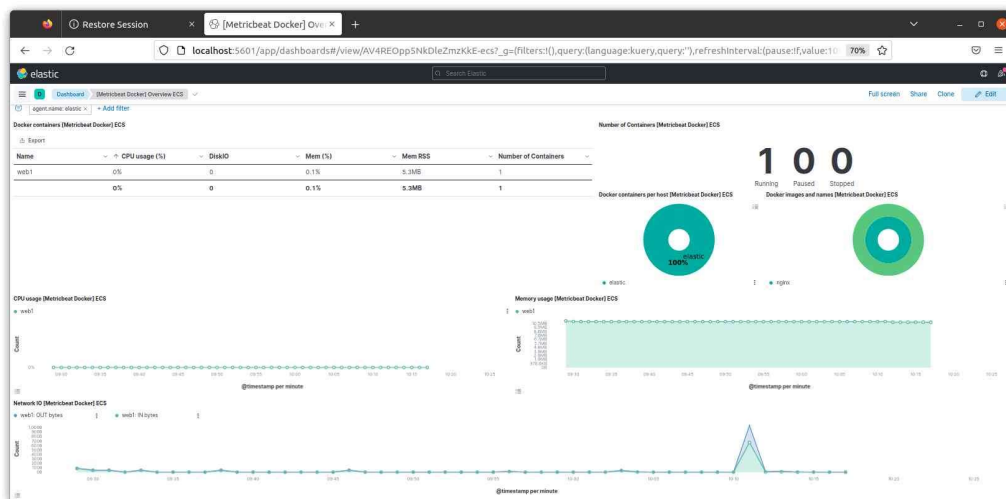 Restore Session
[Metricbeat Docker] Over
localhost:5601/app/dashboards#/view/AV4REOpp5NkDleZmzKkE-ecs?_g=(filters:!(),query:(language:kuery,query:''),refreshInterval:(pause:!f,value:10
70%
elastic
Search Elastic
D Dashboard [Metricbeat Docker] Overview ECS
Full screen Share Clone Edit
agent.name: elastic × + Add filter
Docker containers [Metricbeat Docker] ECS
Number of Containers [Metricbeat Docker] ECS
Export
Name CPU usage (%) DiskIO Mem (%) Mem RSS Number of Containers
web1 0% 0 0.1% 5.3MB 1
0% 0 0.1% 5.3MB 1
1 0 0
Running Paused Stopped
Docker containers per host [Metricbeat Docker] ECS
Docker images and names [Metricbeat Docker] ECS
elastic
100%
elastic
nginx
CPU usage [Metricbeat Docker] ECS
Memory usage [Metricbeat Docker] ECS
web1
web1
Count
Count
0%
@timestamp per minute
@timestamp per minute
Network IO [Metricbeat Docker] ECS
web1: OUT bytes web1: IN bytes
Count
@timestamp per minute